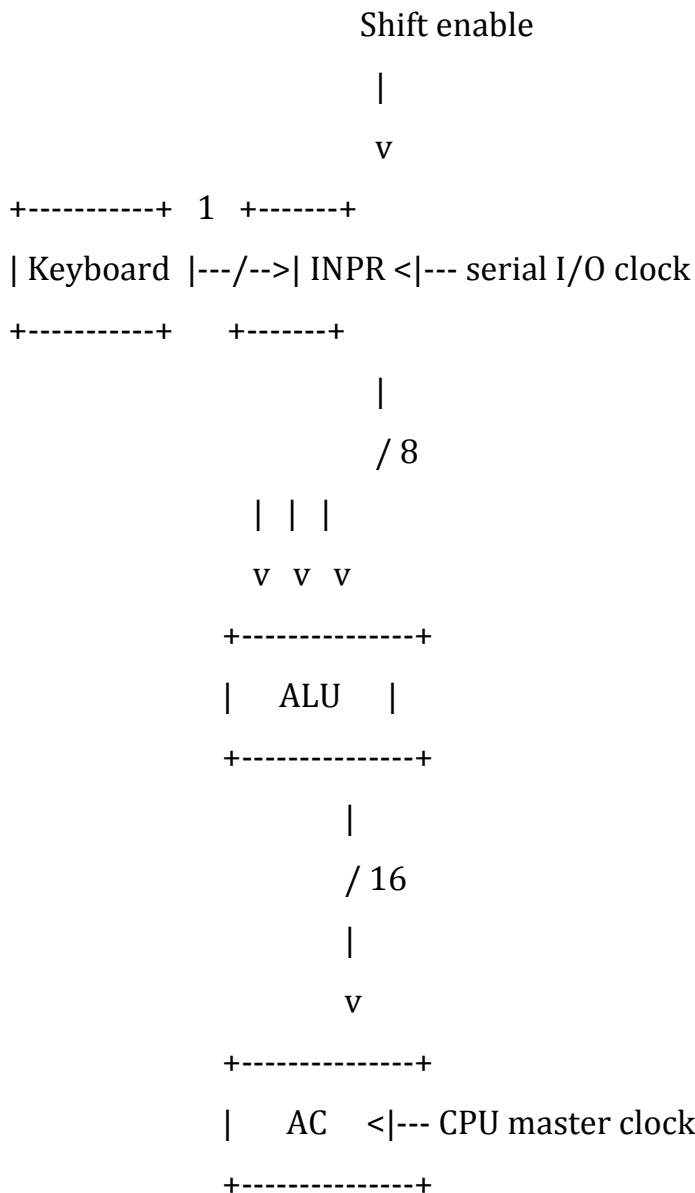 Shift enable
|
v
+-----------+ 1 +-------+
| Keyboard |---/-->| INPR <|--- serial I/O clock
+-----------+ +-------+
|
/ 8
| | |
v v v
+---------------+
| ALU |
+---------------+
|
/ 16
|
v
+---------------+
| AC <|--- CPU master clock
+---------------+